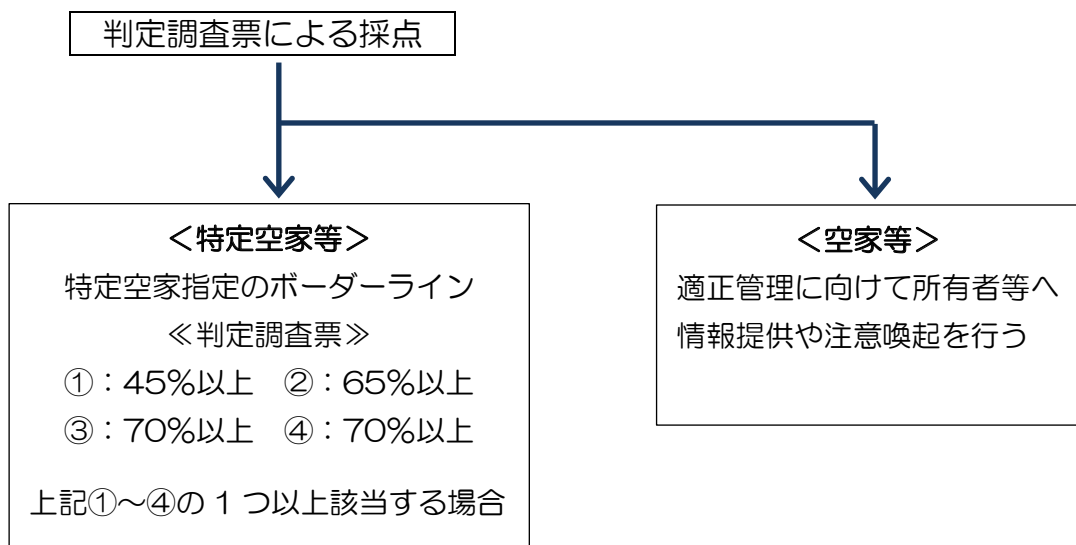 判定調査票による採点
＜特定空家等＞
特定空家指定のボーダーライン
≪判定調査票≫
①：45%以上　②：65%以上
③：70%以上　④：70%以上
上記①～④の 1 つ以上該当する場合
＜空家等＞
適正管理に向けて所有者等へ
情報提供や注意喚起を行う